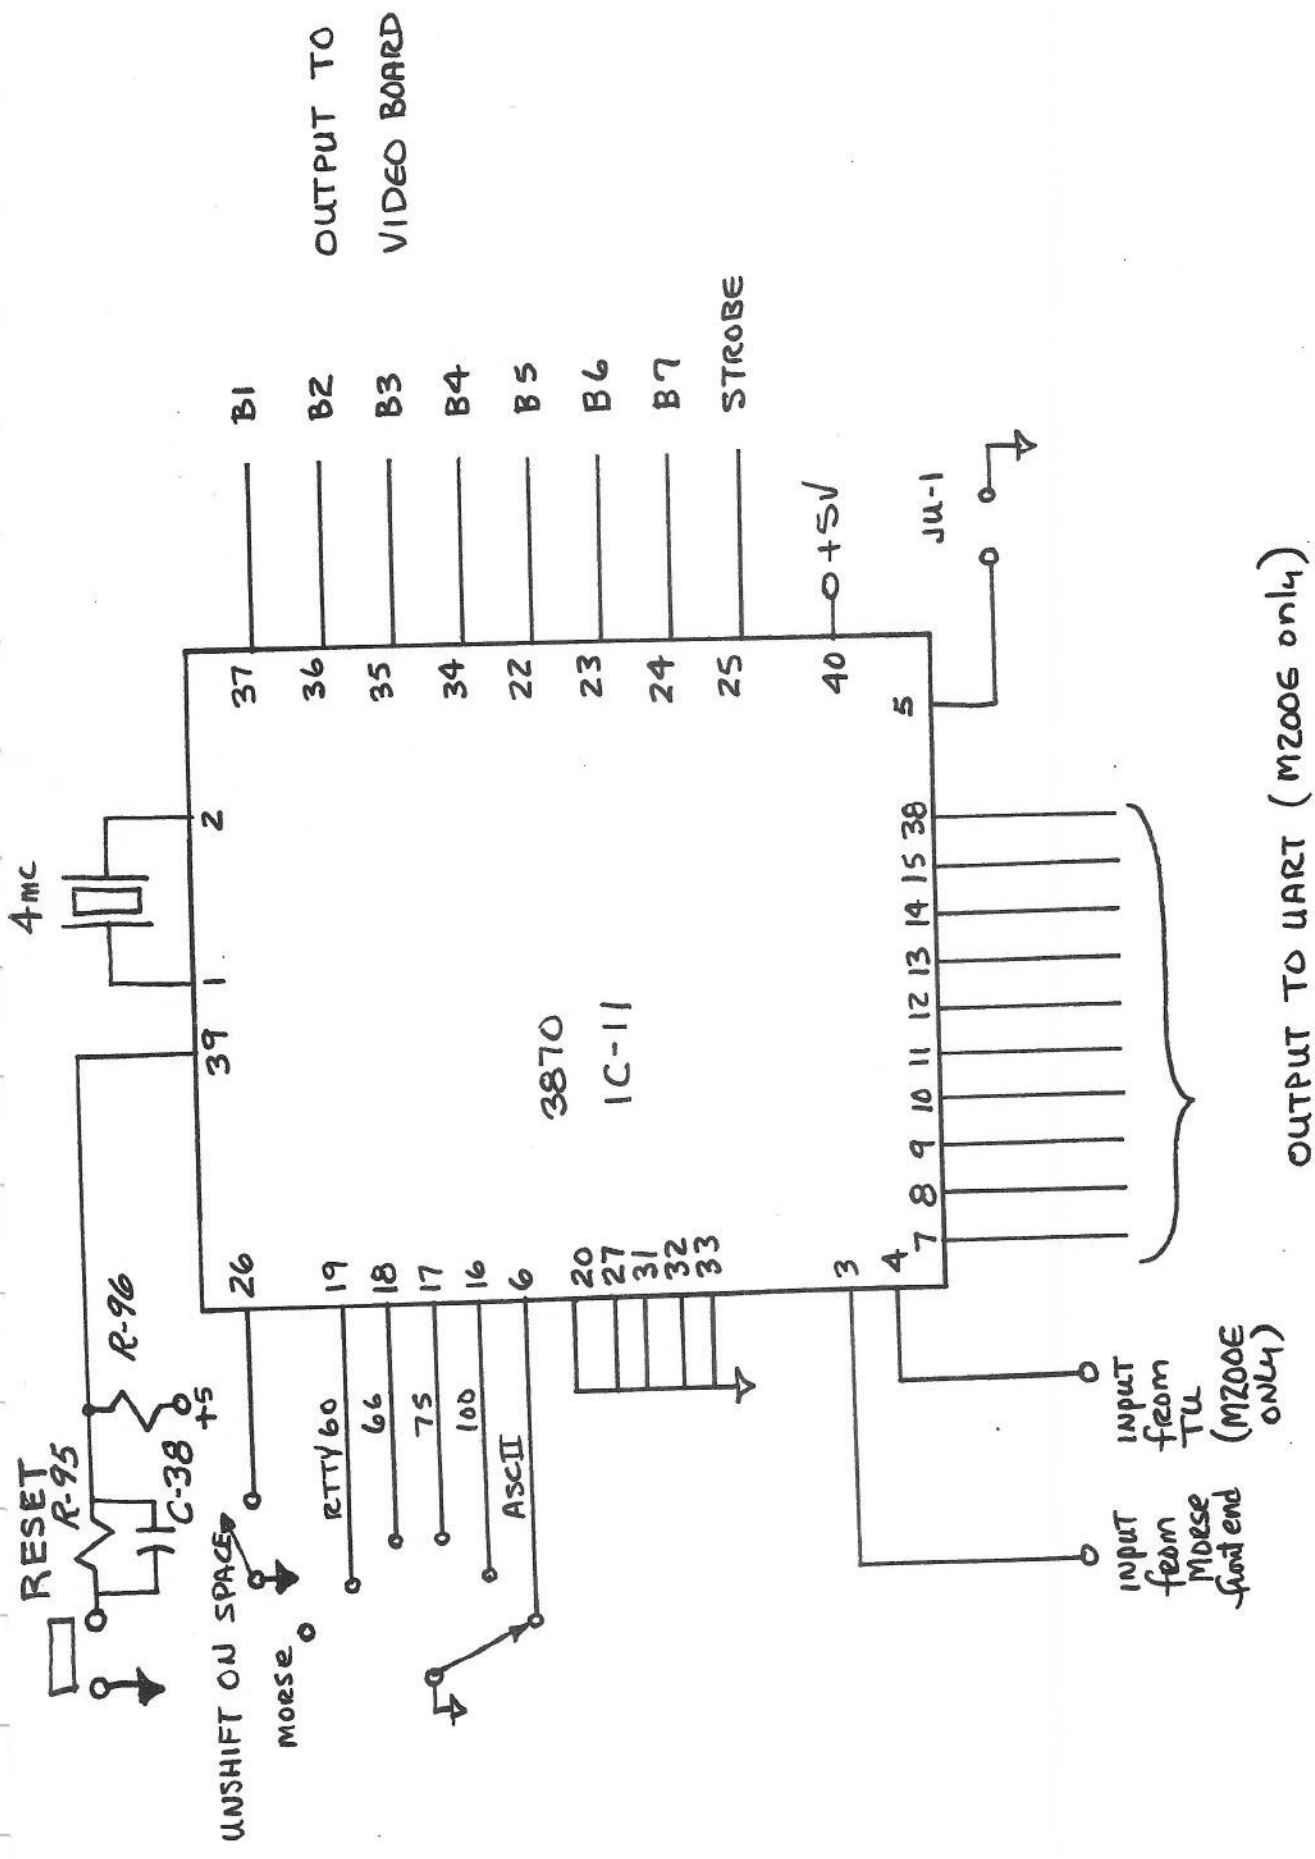 4mc
RESET
R-95
C-38
R-96
+5
39
1
2
UNSHIFT ON SPACE
MORSE
26
RTTY 60
19
66
18
75
17
100
16
ASCII
6
20
27
31
32
33
3870
IC-11
37
B1
36
B2
35
B3
34
B4
22
B5
23
B6
24
B7
25
STROBE
OUTPUT TO
VIDEO BOARD
40
+5V
3
4
7
8
9
10
11
12
13
14
15
38
5
JU-1
INPUT
from
MORSE
front end
INPUT
from
TU
(M200E
ONLY)
OUTPUT TO UART (M200G only)